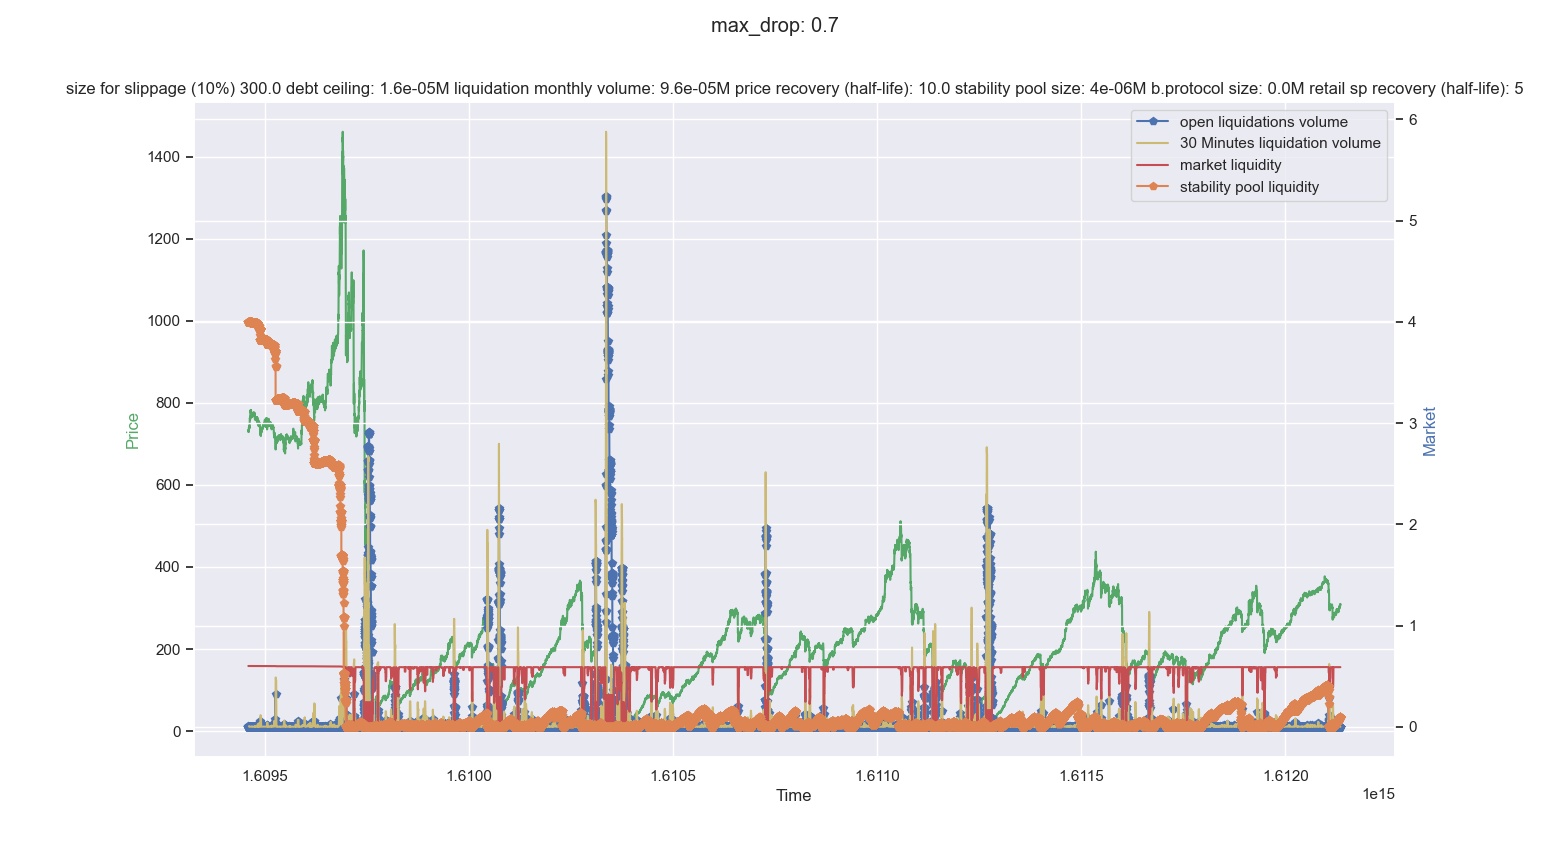 max_drop: 0.7
size for slippage (10%) 300.0 debt ceiling: 1.6e-05M liquidation monthly volume: 9.6e-05M price recovery (half-life): 10.0 stability pool size: 4e-06M b.protocol size: 0.0M retail sp recovery (half-life): 5
open liquidations volume
30 Minutes liquidation volume
market liquidity
stability pool liquidity
Price
1400
1200
1000
800
600
400
200
0
Market
6
5
4
3
2
1
0
1.6095 1.6100 1.6105 1.6110 1.6115 1.6120
Time
1e15